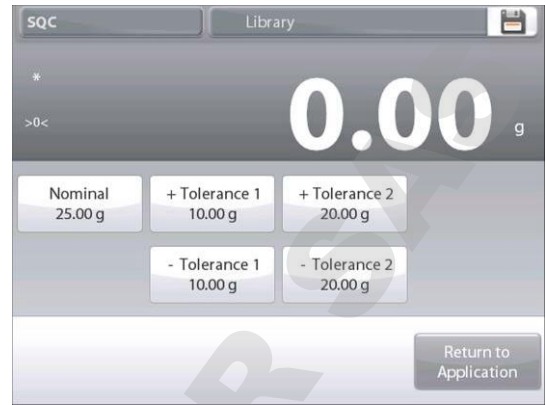 SQC
Library
*
>0<
0.00 g
Nominal
25.00 g
+ Tolerance 1
10.00 g
+ Tolerance 2
20.00 g
- Tolerance 1
10.00 g
- Tolerance 2
20.00 g
Return to
Application